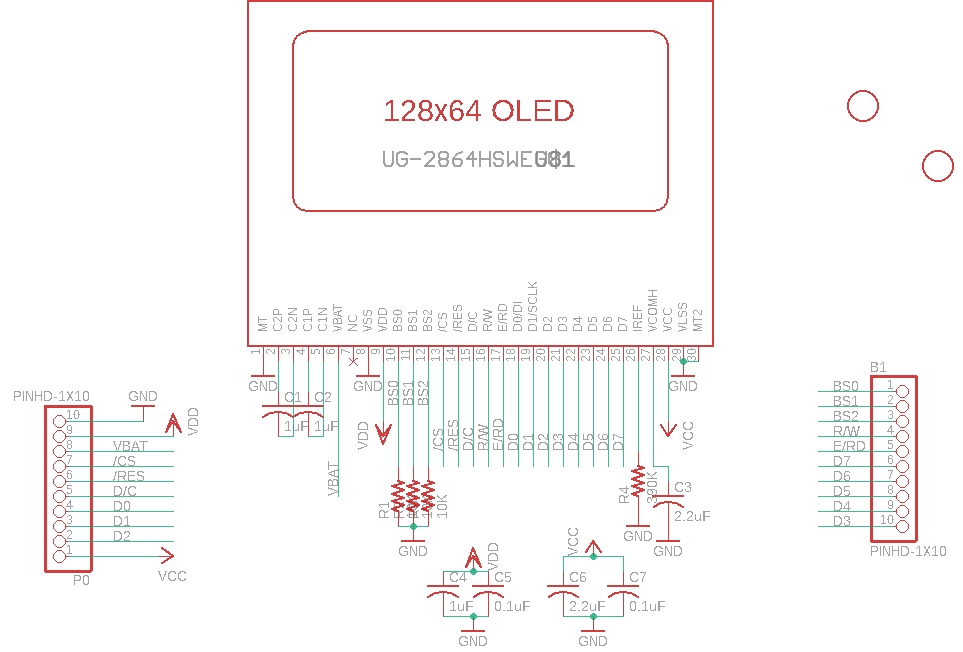 128x64 OLED
UG-2864HSWEG01
MT C2P C2N C1P C1N VBAT NC VSS VDD BS0 BS1 BS2 /CS /RES D/C R/W E/RD D0/DI D1/SCLK D2 D3 D4 D5 D6 D7 IREF VCOMH VCC VLSS MT2
1 2 3 4 5 6 7 8 9 10 11 12 13 14 15 16 17 18 19 20 21 22 23 24 25 26 27 28 29 30
GND
GND
GND
C1
1uF
C2
1uF
VBAT
VDD
BS0 BS1 BS2
/CS /RES D/C R/W E/RD D0 D1 D2 D3 D4 D5 D6 D7
VCC
R1
10K
GND
R4
390K
GND
C3
2.2uF
GND
PINHD-1X10
10 GND
9 VDD
8 VBAT
7 /CS
6 /RES
5 D/C
4 D0
3 D1
2 D2
1 VCC
P0
B1
BS0 1
BS1 2
BS2 3
R/W 4
E/RD 5
D7 6
D6 7
D5 8
D4 9
D3 10
PINHD-1X10
VDD
C4
1uF
C5
0.1uF
GND
VCC
C6
2.2uF
C7
0.1uF
GND